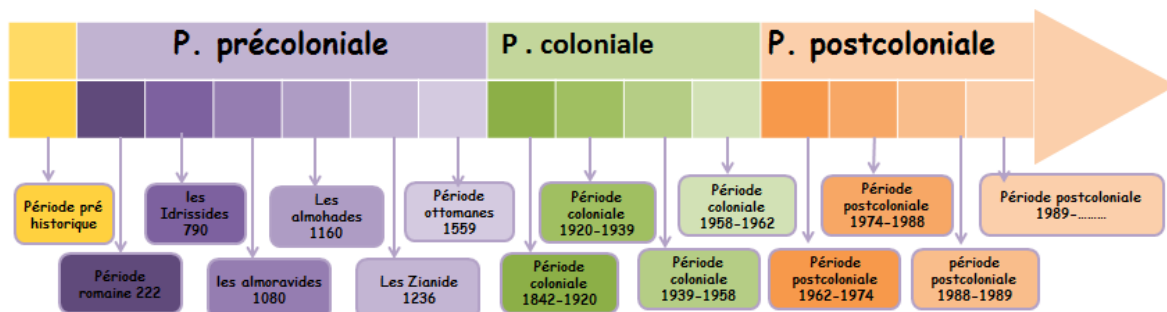 P. précoloniale
P . coloniale
P. postcoloniale
Période pré
historique
Période
romaine 222
les
Idrissides
790
les almoravides
1080
Les
almohades
1160
Les Zianide
1236
Période
ottomanes
1559
Période
coloniale
1842-1920
Période
coloniale
1920-1939
Période
coloniale
1939-1958
Période
coloniale
1958-1962
Période
postcoloniale
1962-1974
Période
postcoloniale
1974-1988
période
postcoloniale
1988-1989
Période postcoloniale
1989-………